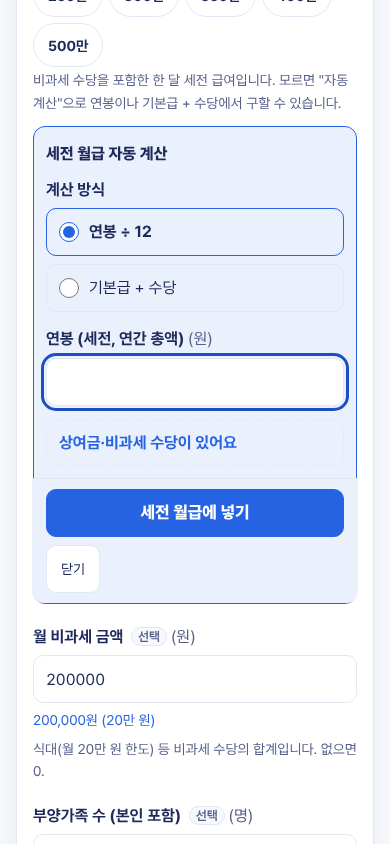 500만
비과세 수당을 포함한 한 달 세전 급여입니다. 모르면 "자동
계산"으로 연봉이나 기본급 + 수당에서 구할 수 있습니다.
세전 월급 자동 계산
계산 방식
연봉 ÷ 12
기본급 + 수당
연봉 (세전, 연간 총액) (원)
상여금·비과세 수당이 있어요
세전 월급에 넣기
닫기
월 비과세 금액 선택 (원)
200000
200,000원 (20만 원)
식대(월 20만 원 한도) 등 비과세 수당의 합계입니다. 없으면
0.
부양가족 수 (본인 포함) 선택 (명)